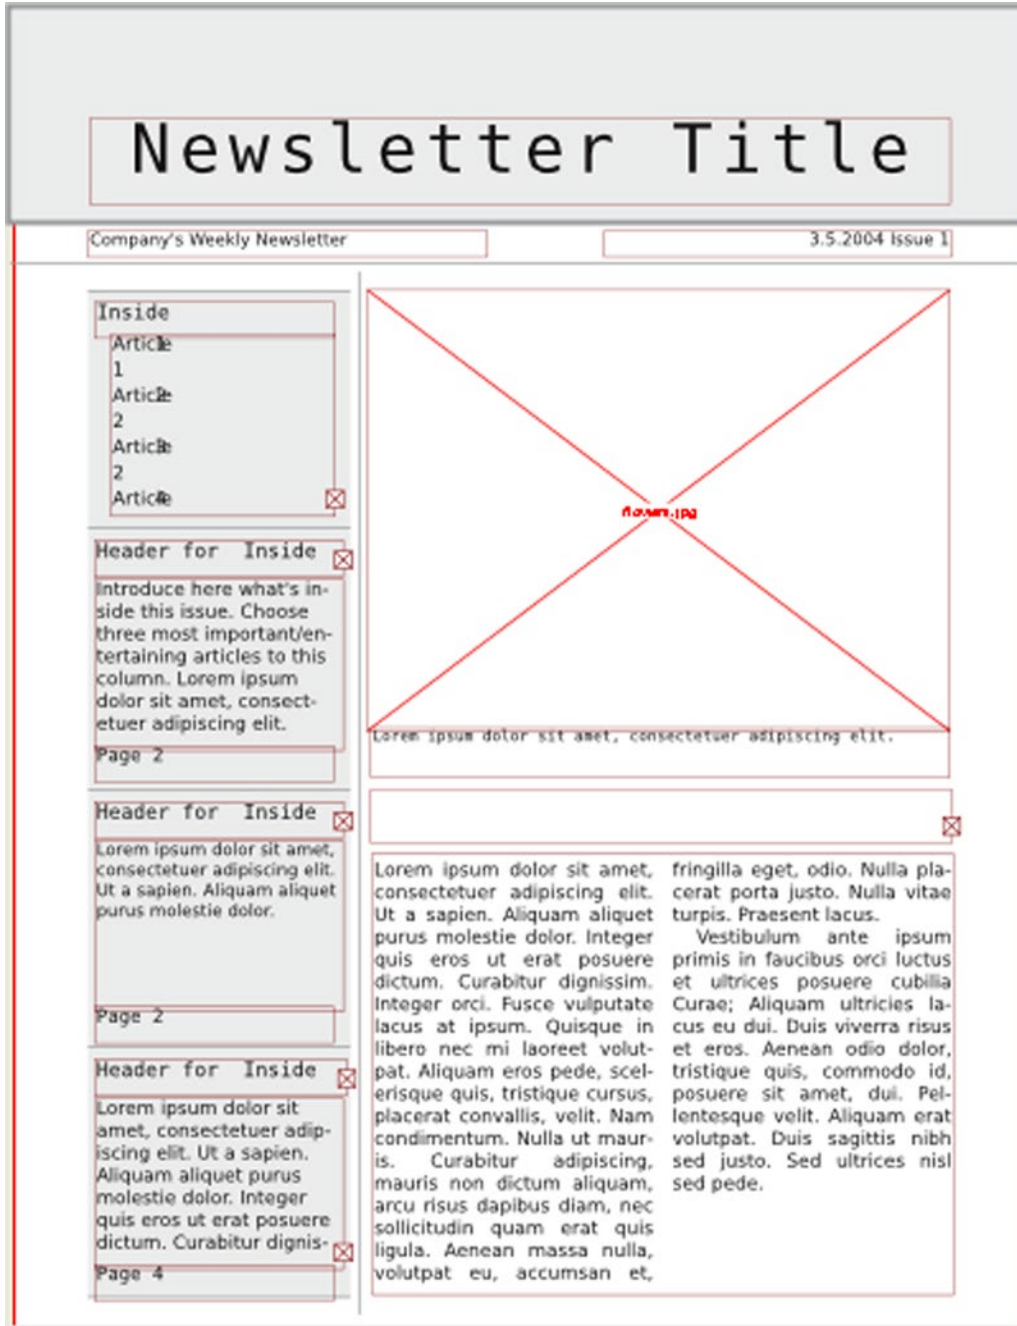 Newsletter Title
Company's Weekly Newsletter
3.5.2004 Issue 1
Inside
Article 1
1
Article 2
2
Article 3
2
Article 4
Header for Inside
Introduce here what's in-
side this issue. Choose
three most important/en-
tertaining articles to this
column. Lorem ipsum
dolor sit amet, consect-
etuer adipiscing elit.
Page 2
Header for Inside
Lorem ipsum dolor sit amet,
consectetuer adipiscing elit.
Ut a sapien. Aliquam aliquet
purus molestie dolor.
Page 2
Header for Inside
Lorem ipsum dolor sit
amet, consectetuer adip-
iscing elit. Ut a sapien.
Aliquam aliquet purus
molestie dolor. Integer
quis eros ut erat posuere
dictum. Curabitur dignis-
Page 4
Lorem ipsum dolor sit amet, consectetuer adipiscing elit.
Lorem ipsum dolor sit amet,
consectetuer adipiscing elit.
Ut a sapien. Aliquam aliquet
purus molestie dolor. Integer
quis eros ut erat posuere
dictum. Curabitur dignissim.
Integer orci. Fusce vulputate
lacus at ipsum. Quisque in
libero nec mi laoreet volut-
pat. Aliquam eros pede, scel-
erisque quis, tristique cursus,
placerat convallis, velit. Nam
condimentum. Nulla ut maur-
is. Curabitur adipiscing,
mauris non dictum aliquam,
arcu risus dapibus diam, nec
sollicitudin quam erat quis
ligula. Aenean massa nulla,
volutpat eu, accumsan et,
fringilla eget, odio. Nulla pla-
cerat porta justo. Nulla vitae
turpis. Praesent lacus.
Vestibulum ante ipsum
primis in faucibus orci luctus
et ultrices posuere cubilia
Curae; Aliquam ultricies la-
cus eu dui. Duis viverra risus
et eros. Aenean odio dolor,
tristique quis, commodo id,
posuere sit amet, dui. Pel-
lentesque velit. Aliquam erat
volutpat. Duis sagittis nibh
sed justo. Sed ultrices nisl
sed pede.